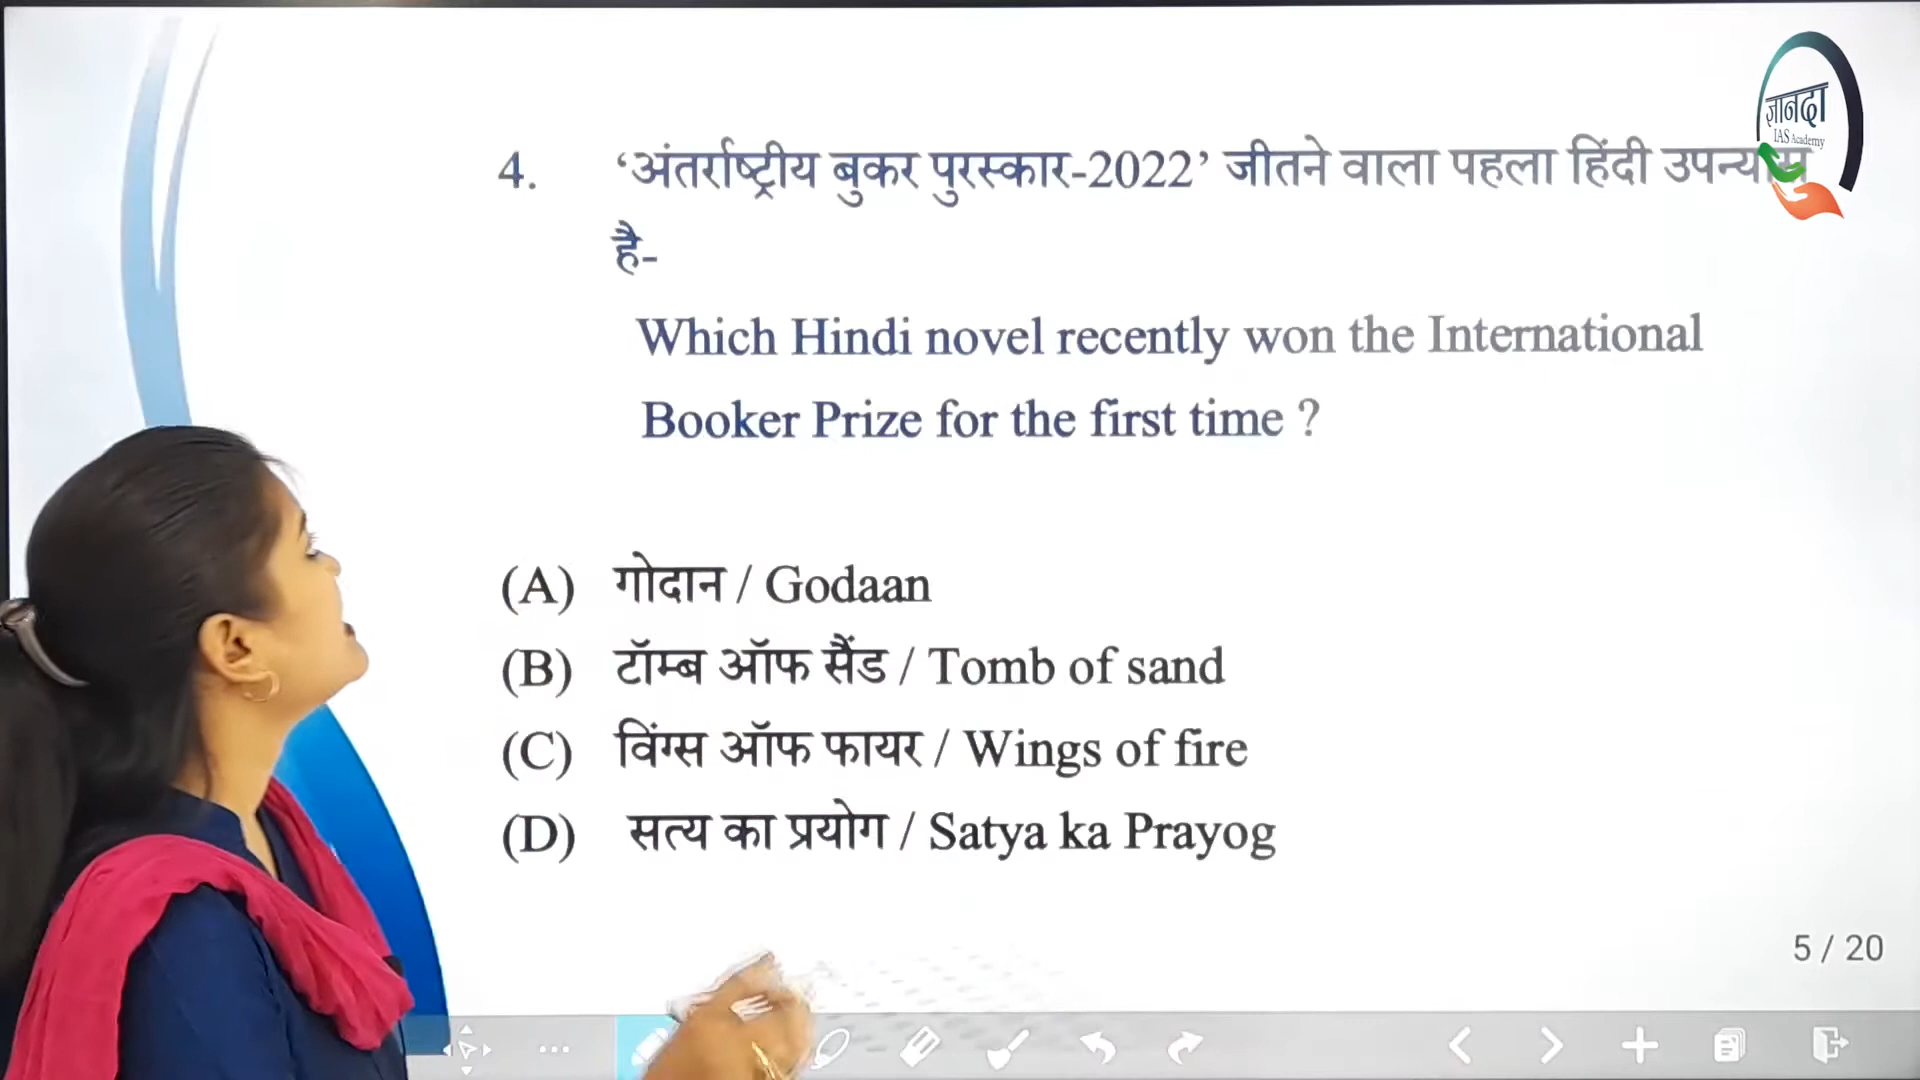 ज्ञानदा
IAS Academy
4. ‘अंतर्राष्ट्रीय बुकर पुरस्कार-2022’ जीतने वाला पहला हिंदी उपन्यास
है-
Which Hindi novel recently won the International
Booker Prize for the first time ?
(A) गोदान / Godaan
(B) टॉम्ब ऑफ सैंड / Tomb of sand
(C) विंग्स ऑफ फायर / Wings of fire
(D) सत्य का प्रयोग / Satya ka Prayog
5 / 20